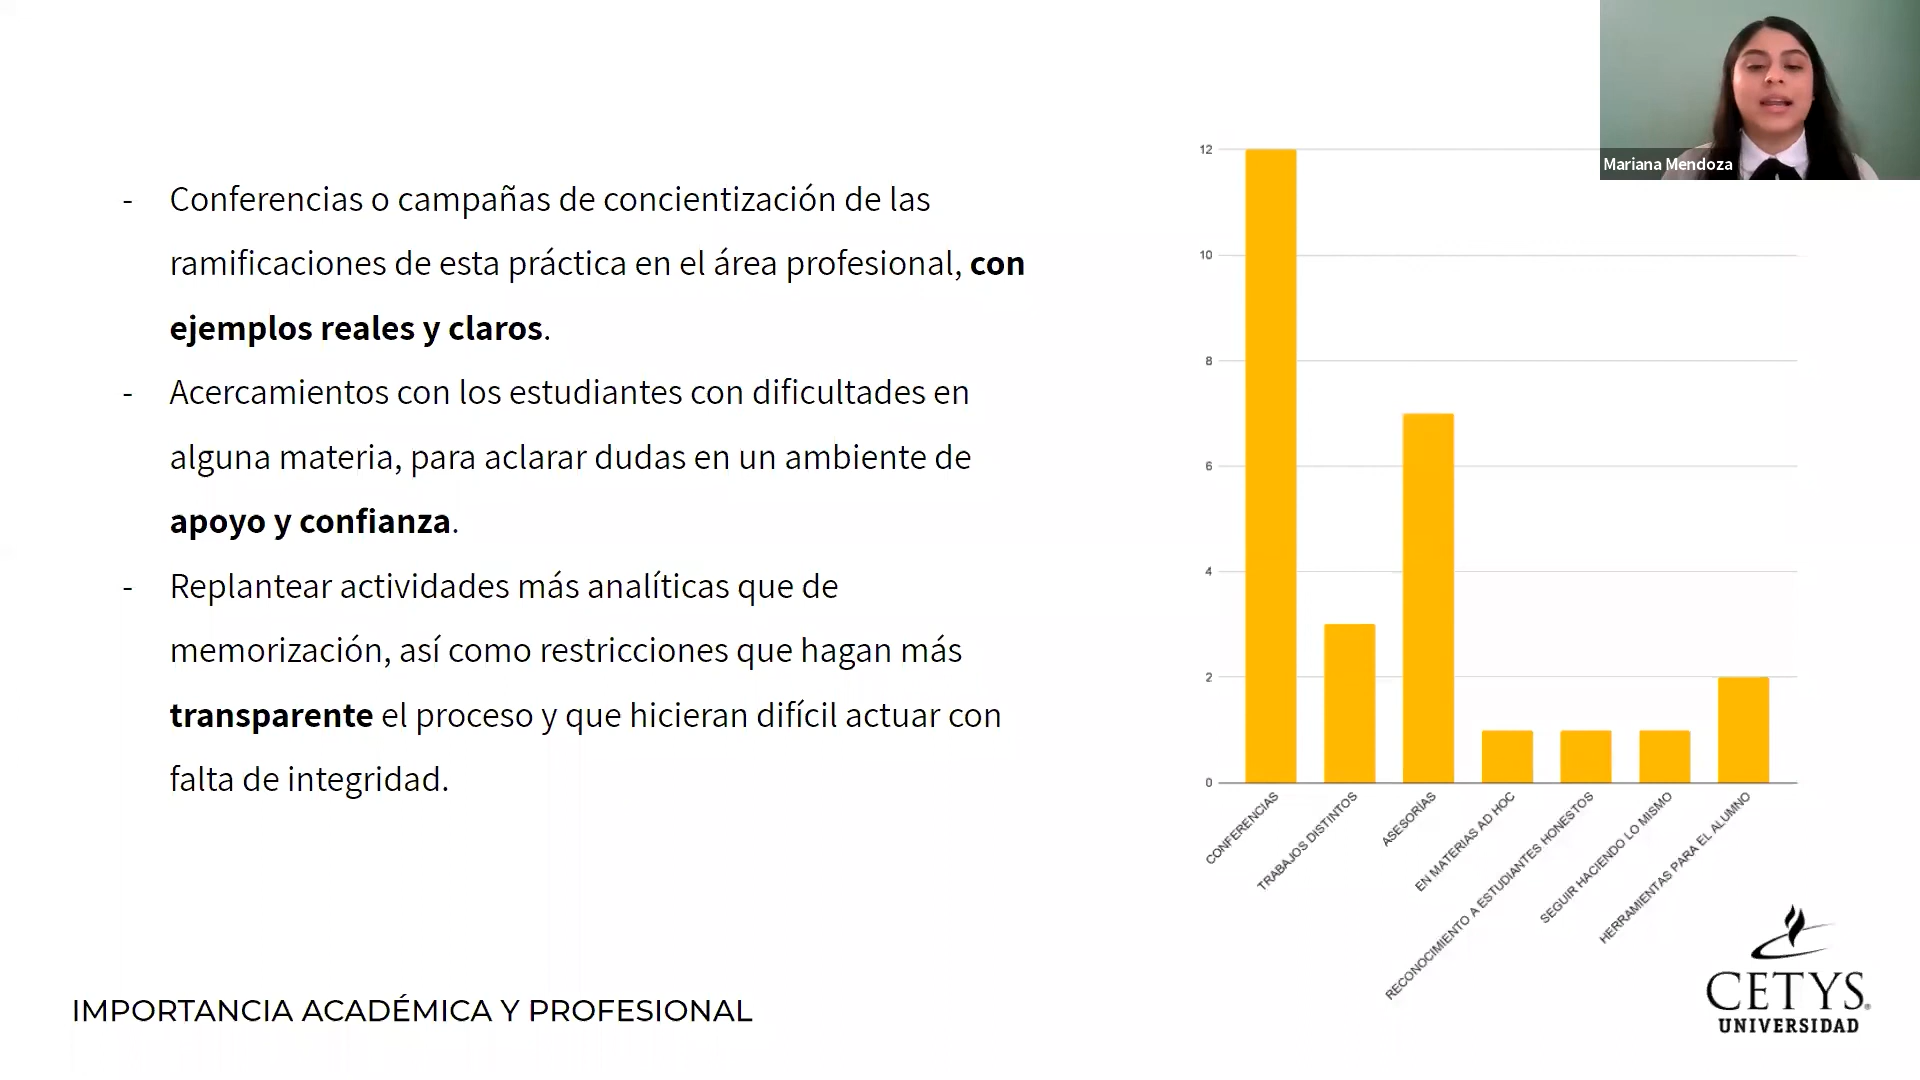 Mariana Mendoza
- Conferencias o campañas de concientización de las
ramificaciones de esta práctica en el área profesional, con
ejemplos reales y claros.
- Acercamientos con los estudiantes con dificultades en
alguna materia, para aclarar dudas en un ambiente de
apoyo y confianza.
- Replantear actividades más analíticas que de
memorización, así como restricciones que hagan más
transparente el proceso y que hicieran difícil actuar con
falta de integridad.
12
10
8
6
4
2
0
CONFERENCIAS
TRABAJOS DISTINTOS
ASESORÍAS
EN MATERIAS AD HOC
RECONOCIMIENTO A ESTUDIANTES HONESTOS
SEGUIR HACIENDO LO MISMO
HERRAMIENTAS PARA EL ALUMNO
IMPORTANCIA ACADÉMICA Y PROFESIONAL
CETYS®
UNIVERSIDAD